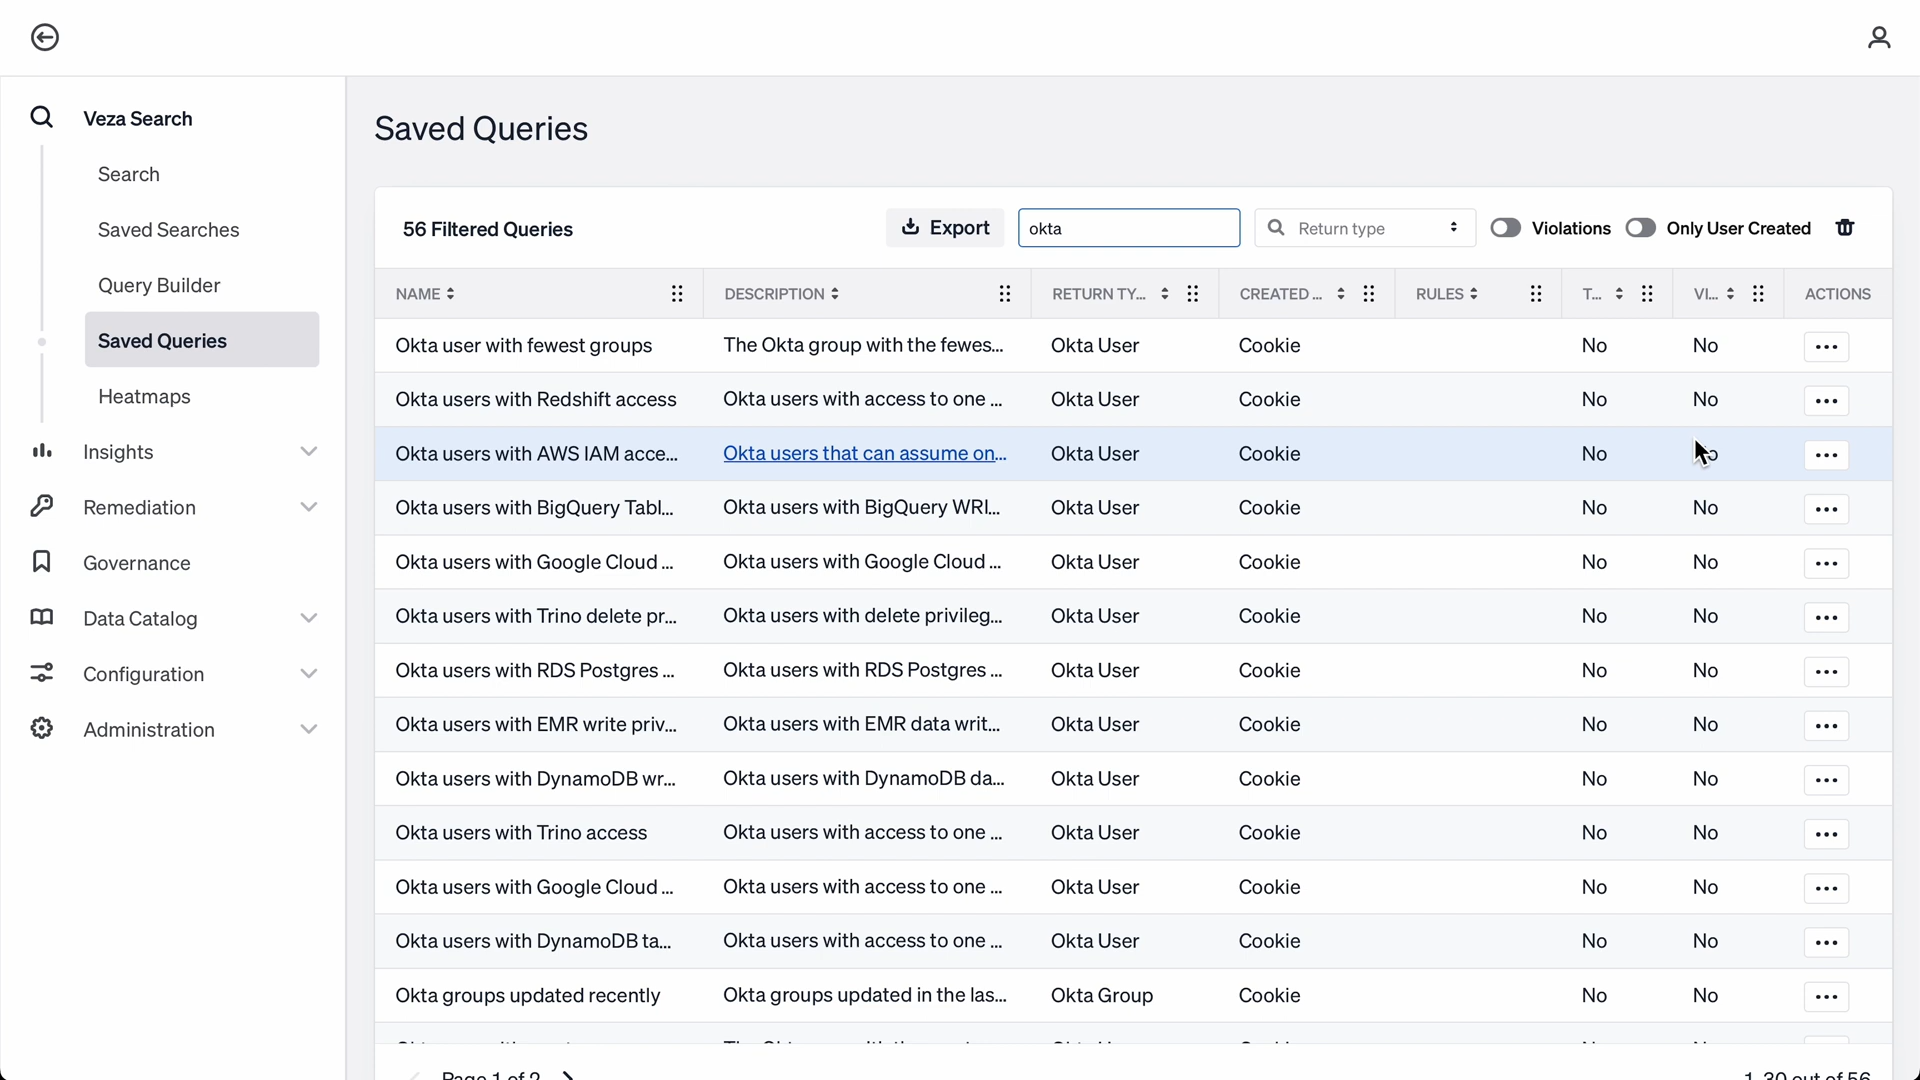 Veza Search
Search
Saved Searches
Query Builder
Saved Queries
Heatmaps
Insights
Remediation
Governance
Data Catalog
Configuration
Administration
Saved Queries
56 Filtered Queries Export okta Return type Violations Only User Created
NAME DESCRIPTION RETURN TY... CREATED ... RULES T... VI... ACTIONS
Okta user with fewest groups The Okta group with the fewes... Okta User Cookie No No
Okta users with Redshift access Okta users with access to one ... Okta User Cookie No No
Okta users with AWS IAM acce... Okta users that can assume on... Okta User Cookie No
Okta users with BigQuery Tabl... Okta users with BigQuery WRI... Okta User Cookie No No
Okta users with Google Cloud ... Okta users with Google Cloud ... Okta User Cookie No No
Okta users with Trino delete pr... Okta users with delete privileg... Okta User Cookie No No
Okta users with RDS Postgres ... Okta users with RDS Postgres ... Okta User Cookie No No
Okta users with EMR write priv... Okta users with EMR data writ... Okta User Cookie No No
Okta users with DynamoDB wr... Okta users with DynamoDB da... Okta User Cookie No No
Okta users with Trino access Okta users with access to one ... Okta User Cookie No No
Okta users with Google Cloud ... Okta users with access to one ... Okta User Cookie No No
Okta users with DynamoDB ta... Okta users with access to one ... Okta User Cookie No No
Okta groups updated recently Okta groups updated in the las... Okta Group Cookie No No
Page 1 of 2 1-30 out of 56